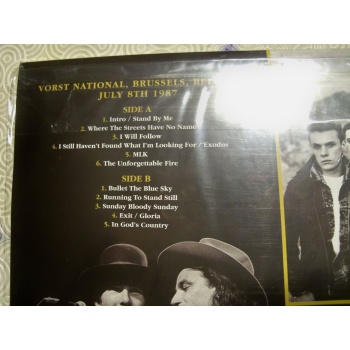 VORST NATIONAL, BRUSSELS,
JULY 8TH 1987
SIDE A
1. Intro / Stand By Me
2. Where The Streets Have No Name
3. I Will Follow
4. I Still Haven't Found What I'm Looking For / Exodus
5. MLK
6. The Unforgettable Fire
SIDE B
1. Bullet The Blue Sky
2. Running To Stand Still
3. Sunday Bloody Sunday
4. Exit / Gloria
5. In God's Country